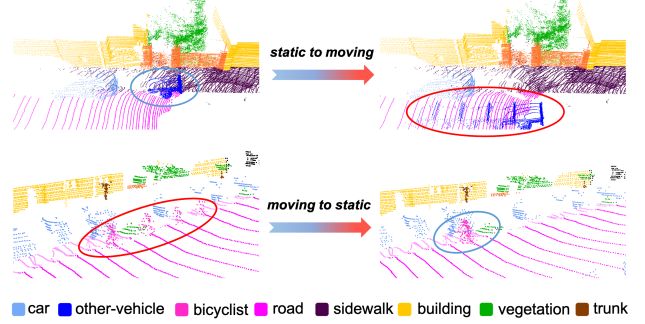 static to moving
moving to static
car other-vehicle bicyclist road sidewalk building vegetation trunk